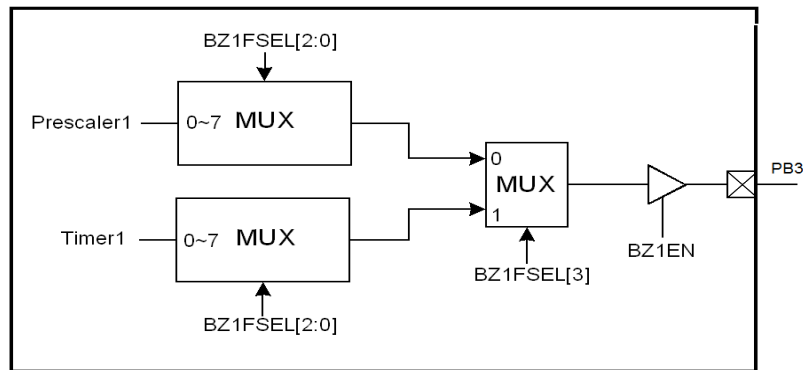 BZ1FSEL[2:0]
Prescaler1
0~7 MUX
0
MUX
1
PB3
Timer1
0~7 MUX
BZ1EN
BZ1FSEL[3]
BZ1FSEL[2:0]